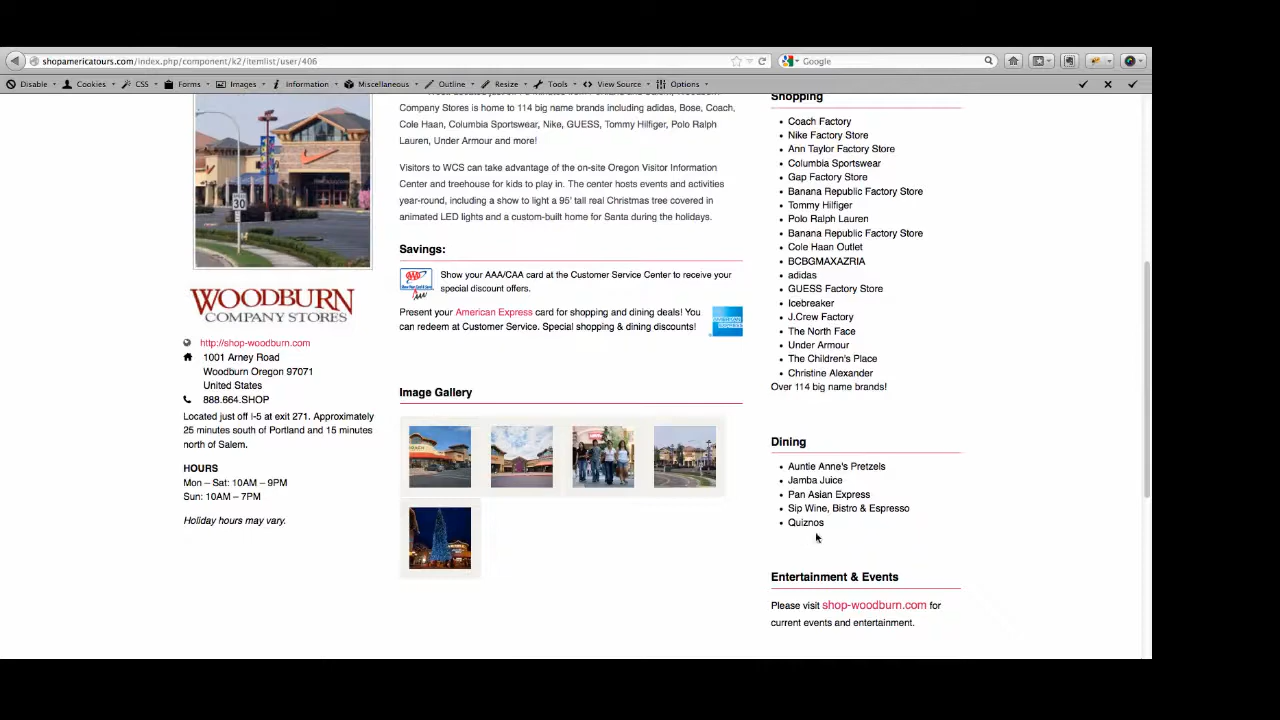 shopamericatours.com/index.php/component/k2/itemlist/user/406
Google
Disable
Cookies
CSS
Forms
Images
Information
Miscellaneous
Outline
Resize
Tools
View Source
Options
SPEED
LIMIT
30
WOODBURN
COMPANY STORES
http://shop-woodburn.com
1001 Arney Road
Woodburn Oregon 97071
United States
888.664.SHOP
Located just off I-5 at exit 271. Approximately
25 minutes south of Portland and 15 minutes
north of Salem.
HOURS
Mon – Sat: 10AM – 9PM
Sun: 10AM – 7PM
Holiday hours may vary.
Company Stores is home to 114 big name brands including adidas, Bose, Coach,
Cole Haan, Columbia Sportswear, Nike, GUESS, Tommy Hilfiger, Polo Ralph
Lauren, Under Armour and more!
Visitors to WCS can take advantage of the on-site Oregon Visitor Information
Center and treehouse for kids to play in. The center hosts events and activities
year-round, including a show to light a 95' tall real Christmas tree covered in
animated LED lights and a custom-built home for Santa during the holidays.
Savings:
Show your AAA/CAA card at the Customer Service Center to receive your
special discount offers.
Present your American Express card for shopping and dining deals! You
can redeem at Customer Service. Special shopping & dining discounts!
AMERICAN
EXPRESS
Image Gallery
Shopping
Coach Factory
Nike Factory Store
Ann Taylor Factory Store
Columbia Sportswear
Gap Factory Store
Banana Republic Factory Store
Tommy Hilfiger
Polo Ralph Lauren
Banana Republic Factory Store
Cole Haan Outlet
BCBGMAXAZRIA
adidas
GUESS Factory Store
Icebreaker
J.Crew Factory
The North Face
Under Armour
The Children's Place
Christine Alexander
Over 114 big name brands!
Dining
Auntie Anne's Pretzels
Jamba Juice
Pan Asian Express
Sip Wine, Bistro & Espresso
Quiznos
Entertainment & Events
Please visit shop-woodburn.com for
current events and entertainment.